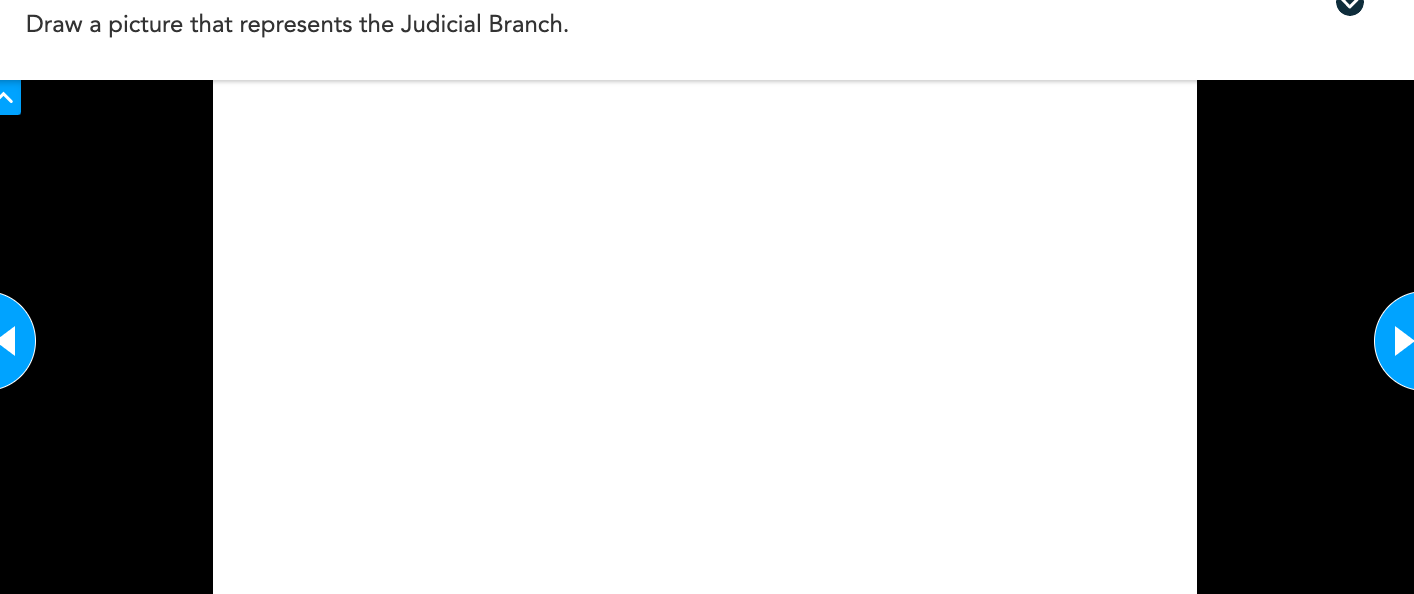 Draw a picture that represents the Judicial Branch.